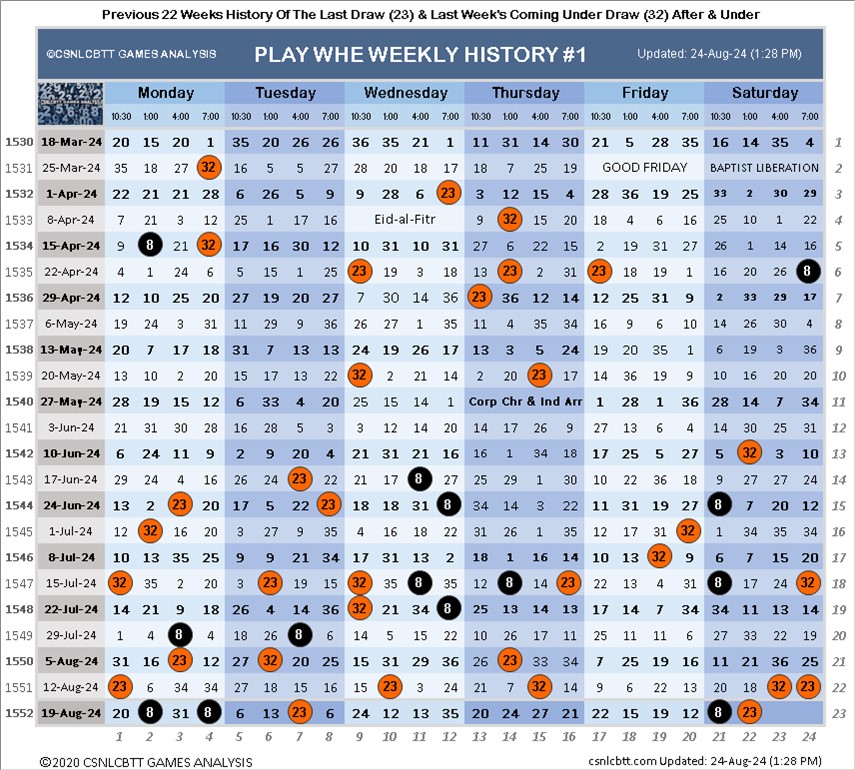 Previous 22 Weeks History Of The Last Draw (23) & Last Week's Coming Under Draw (32) After & Under
©CSNLCBTT GAMES ANALYSIS PLAY WHE WEEKLY HISTORY #1 Updated: 24-Aug-24 (1:28 PM)
Monday Tuesday Wednesday Thursday Friday Saturday
CSNLCBTT GAMES ANALYSIS 10:30 1:00 4:00 7:00 10:30 1:00 4:00 7:00 10:30 1:00 4:00 7:00 10:30 1:00 4:00 7:00 10:30 1:00 4:00 7:00 10:30 1:00 4:00 7:00
1530 18-Mar-24 20 15 20 1 35 20 26 26 36 35 21 1 11 31 14 30 21 5 28 35 16 14 35 4 1
1531 25-Mar-24 35 18 27 32 16 5 5 27 28 20 18 17 18 7 25 19 GOOD FRIDAY BAPTIST LIBERATION 2
1532 1-Apr-24 22 21 21 28 6 26 5 9 9 28 6 23 3 12 15 4 28 36 19 25 33 2 30 29 3
1533 8-Apr-24 7 21 3 12 25 1 17 16 Eid-al-Fitr 9 32 15 20 18 4 6 16 25 10 1 22 4
1534 15-Apr-24 9 8 21 32 17 16 30 12 10 31 10 31 27 6 22 15 2 19 31 27 26 1 14 16 5
1535 22-Apr-24 4 1 24 6 5 15 1 25 23 19 3 18 13 23 2 31 23 18 19 1 16 20 26 8 6
1536 29-Apr-24 12 10 25 20 27 19 20 27 7 30 14 36 23 36 12 14 12 25 31 9 2 33 29 17 7
1537 6-May-24 19 24 3 31 11 29 9 36 26 27 1 35 11 4 35 34 16 9 6 10 14 26 30 4 8
1538 13-May-24 20 7 17 18 31 7 13 13 24 19 26 17 13 3 5 24 19 20 35 1 6 19 3 36 9
1539 20-May-24 13 10 2 20 15 17 13 22 32 2 21 14 2 20 23 17 14 36 19 9 10 16 20 20 10
1540 27-May-24 28 19 15 12 6 33 4 20 25 15 14 1 Corp Chr & Ind Arr 1 28 1 36 28 14 7 34 11
1541 3-Jun-24 21 31 30 28 16 28 5 3 3 12 14 20 14 17 26 9 27 13 6 4 14 30 25 31 12
1542 10-Jun-24 6 24 11 9 2 9 20 4 21 31 21 16 16 1 34 18 17 25 5 27 5 32 3 10 13
1543 17-Jun-24 29 24 4 16 26 24 23 22 21 17 8 27 25 29 1 30 10 22 36 18 9 27 27 24 14
1544 24-Jun-24 13 2 23 20 17 5 22 23 18 18 31 8 34 14 3 22 11 31 19 27 8 7 20 12 15
1545 1-Jul-24 12 32 16 20 3 27 9 35 4 16 18 22 31 26 1 35 16 22 20 32 1 34 35 34 16
1546 8-Jul-24 10 13 35 25 9 9 21 34 17 31 13 2 18 1 16 14 10 13 32 9 6 7 15 20 17
1547 15-Jul-24 32 35 2 20 3 23 19 15 32 35 8 35 12 8 14 23 22 13 4 31 8 17 24 32 18
1548 22-Jul-24 14 21 9 18 26 4 14 36 32 21 34 8 25 13 14 13 17 14 7 34 34 11 13 14 19
1549 29-Jul-24 1 4 8 4 18 26 8 6 14 5 15 22 10 26 17 11 25 11 11 6 27 33 22 19 20
1550 5-Aug-24 31 16 23 12 27 32 20 25 15 31 29 36 26 23 33 34 7 25 19 16 11 21 36 25 21
1551 12-Aug-24 23 6 34 34 27 18 15 16 2 23 3 24 21 7 32 14 9 6 22 13 20 18 23 32 22
1552 19-Aug-24 20 8 31 8 6 13 23 6 24 12 13 35 20 24 27 21 22 15 19 12 8 23 23
1 2 3 4 5 6 7 8 9 10 11 12 13 14 15 16 17 18 19 20 21 22 23 24
©2020 CSNLCBTT GAMES ANALYSIS csnlcbtt.com Updated: 24-Aug-24 (1:28 PM)